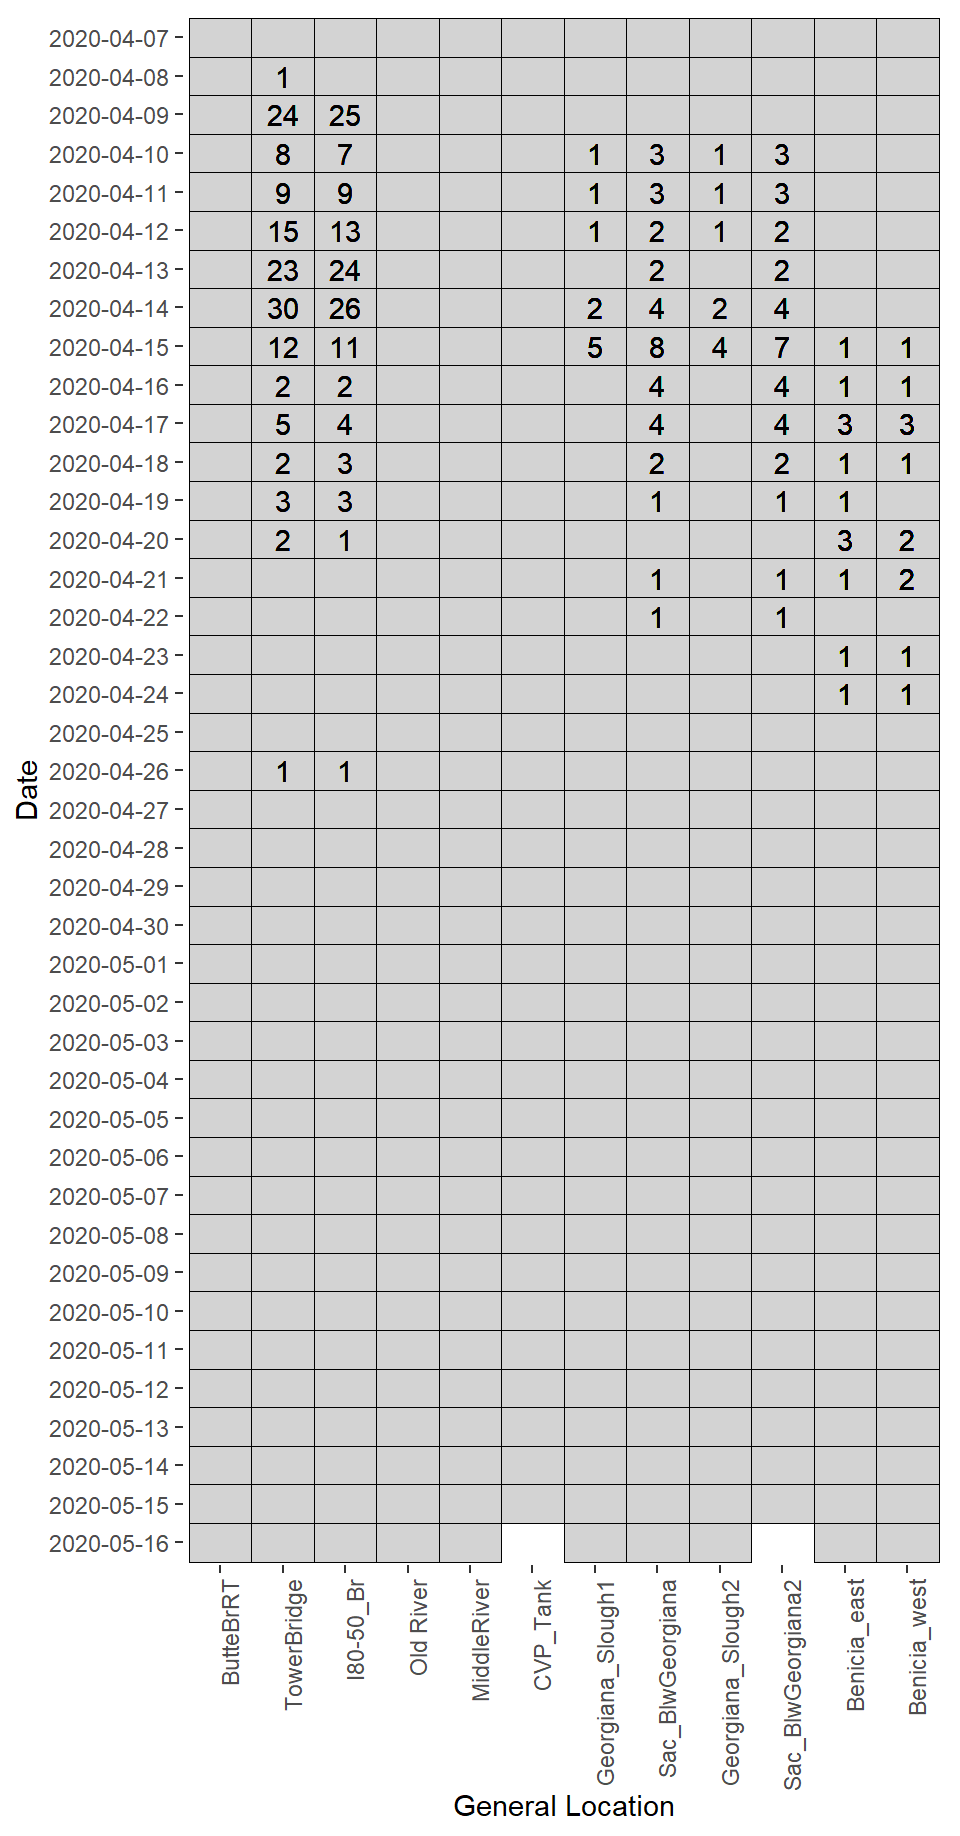 2020-04-07
2020-04-08 1
2020-04-09 24 25
2020-04-10 8 7 1 3 1 3
2020-04-11 9 9 1 3 1 3
2020-04-12 15 13 1 2 1 2
2020-04-13 23 24 2 2
2020-04-14 30 26 2 4 2 4
2020-04-15 12 11 5 8 4 7 1 1
2020-04-16 2 2 4 4 1 1
2020-04-17 5 4 4 4 3 3
2020-04-18 2 3 2 2 1 1
2020-04-19 3 3 1 1 1
2020-04-20 2 1 3 2
2020-04-21 1 1 1 2
2020-04-22 1 1
2020-04-23 1 1
2020-04-24 1 1
2020-04-25
2020-04-26 1 1
2020-04-27
2020-04-28
2020-04-29
2020-04-30
2020-05-01
2020-05-02
2020-05-03
2020-05-04
2020-05-05
2020-05-06
2020-05-07
2020-05-08
2020-05-09
2020-05-10
2020-05-11
2020-05-12
2020-05-13
2020-05-14
2020-05-15
2020-05-16
Date
ButteBrRT
TowerBridge
I80-50_Br
Old River
MiddleRiver
CVP_Tank
Georgiana_Slough1
Sac_BlwGeorgiana
Georgiana_Slough2
Sac_BlwGeorgiana2
Benicia_east
Benicia_west
General Location